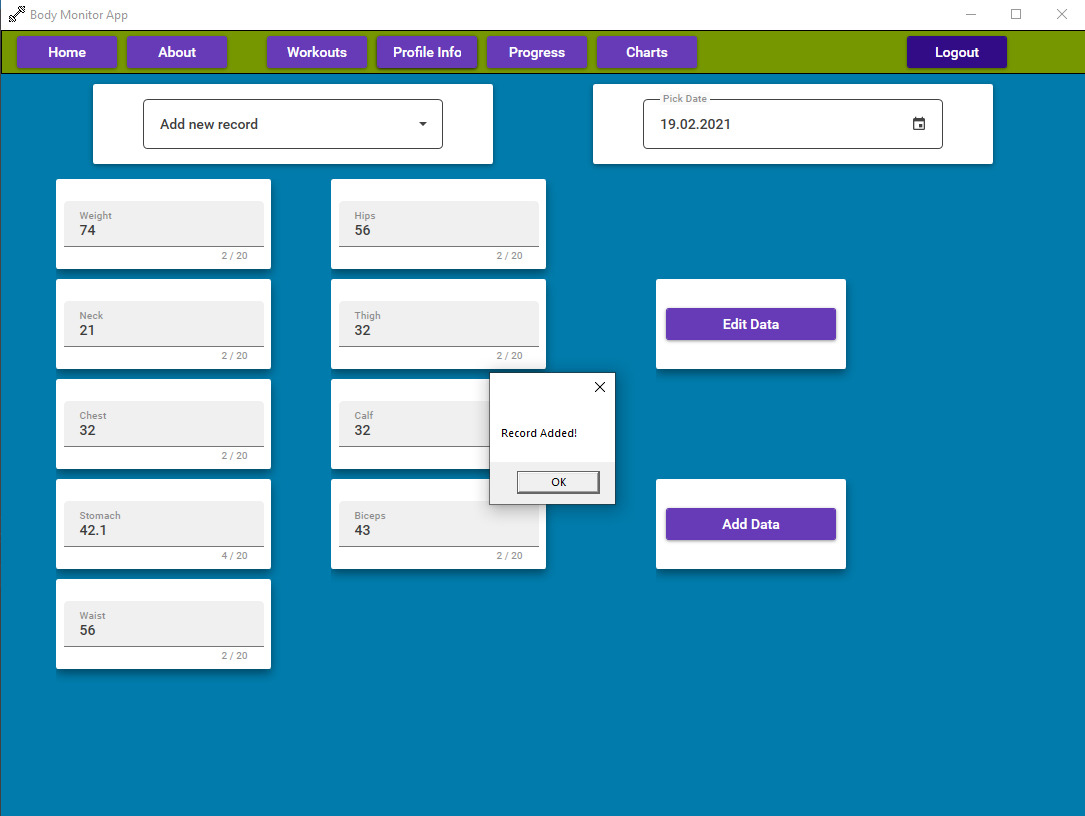 Body Monitor App
Home About Workouts Profile Info Progress Charts Logout
Add new record
Pick Date
19.02.2021
Weight
74
2 / 20
Hips
56
2 / 20
Neck
21
2 / 20
Thigh
32
2 / 20
Edit Data
Chest
32
2 / 20
Calf
32
Record Added!
OK
Stomach
42.1
4 / 20
Biceps
43
2 / 20
Add Data
Waist
56
2 / 20